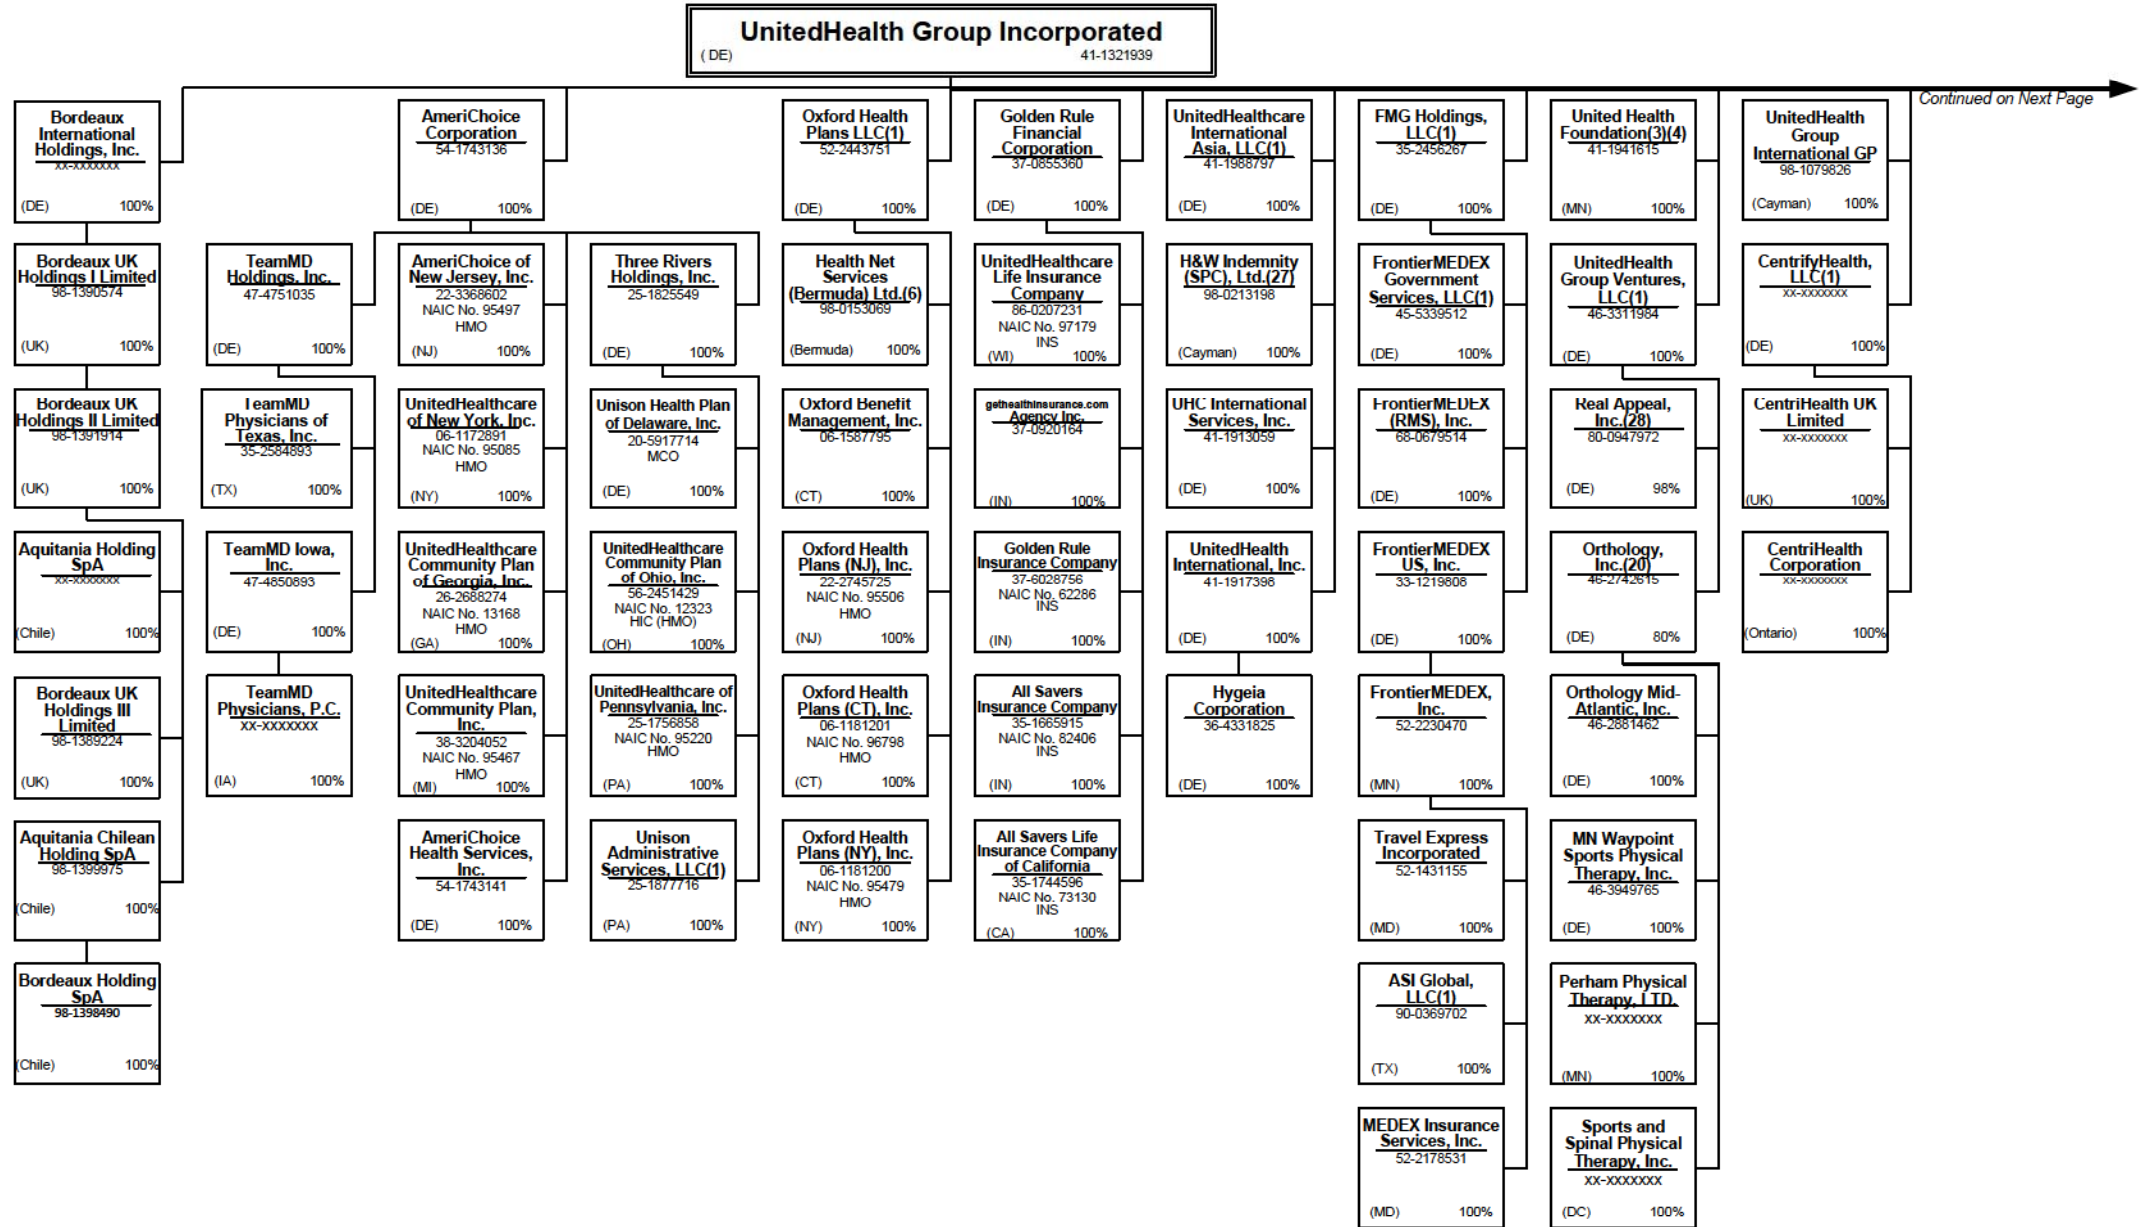 UnitedHealth Group Incorporated
( DE)
41-1321939
Continued on Next Page
Bordeaux
International
Holdings, Inc.
xx-xxxxxxx
(DE) 100%
AmeriChoice
Corporation
54-1743136
(DE) 100%
Oxford Health
Plans LLC(1)
52-2443751
(DE) 100%
Golden Rule
Financial
Corporation
37-0855360
(DE) 100%
UnitedHealthcare
International
Asia, LLC(1)
41-1988797
(DE) 100%
FMG Holdings,
LLC(1)
35-2456267
(DE) 100%
United Health
Foundation(3)(4)
41-1941615
(MN) 100%
UnitedHealth
Group
International GP
98-1079826
(Cayman) 100%
Bordeaux UK
Holdings I Limited
98-1390574
(UK) 100%
TeamMD
Holdings, Inc.
47-4751035
(DE) 100%
AmeriChoice of
New Jersey, Inc.
22-3368602
NAIC No. 95497
HMO
(NJ) 100%
Three Rivers
Holdings, Inc.
25-1825549
(DE) 100%
Health Net
Services
(Bermuda) Ltd.(6)
98-0153069
(Bermuda) 100%
UnitedHealthcare
Life Insurance
Company
86-0207231
NAIC No. 97179
INS
(WI) 100%
H&W Indemnity
(SPC), Ltd.(27)
98-0213198
(Cayman) 100%
FrontierMEDEX
Government
Services, LLC(1)
45-5339512
(DE) 100%
UnitedHealth
Group Ventures,
LLC(1)
46-3311984
(DE) 100%
CentrifyHealth,
LLC(1)
xx-xxxxxxx
(DE) 100%
Bordeaux UK
Holdings II Limited
98-1391914
(UK) 100%
TeamMD
Physicians of
Texas, Inc.
35-2584893
(TX) 100%
UnitedHealthcare
of New York, Inc.
06-1172891
NAIC No. 95085
HMO
(NY) 100%
Unison Health Plan
of Delaware, Inc.
20-5917714
MCO
(DE) 100%
Oxford Benefit
Management, Inc.
06-1587795
(CT) 100%
gethealthinsurance.com
Agency Inc.
37-0920164
(IN) 100%
UHC International
Services, Inc.
41-1913059
(DE) 100%
FrontierMEDEX
(RMS), Inc.
68-0679514
(DE) 100%
Real Appeal,
Inc.(28)
80-0947972
(DE) 98%
CentriHealth UK
Limited
xx-xxxxxxx
(UK) 100%
Aquitania Holding
SpA
xx-xxxxxxx
(Chile) 100%
TeamMD Iowa,
Inc.
47-4850893
(DE) 100%
UnitedHealthcare
Community Plan
of Georgia, Inc.
26-2688274
NAIC No. 13168
HMO
(GA) 100%
UnitedHealthcare
Community Plan
of Ohio, Inc.
56-2451429
NAIC No. 12323
HIC (HMO)
(OH) 100%
Oxford Health
Plans (NJ), Inc.
22-2745725
NAIC No. 95506
HMO
(NJ) 100%
Golden Rule
Insurance Company
37-6028756
NAIC No. 62286
INS
(IN) 100%
UnitedHealth
International, Inc.
41-1917398
(DE) 100%
FrontierMEDEX
US, Inc.
33-1219808
(DE) 100%
Orthology,
Inc.(20)
46-2742615
(DE) 80%
CentriHealth
Corporation
xx-xxxxxxx
(Ontario) 100%
Bordeaux UK
Holdings III
Limited
98-1389224
(UK) 100%
TeamMD
Physicians, P.C.
xx-xxxxxxx
(IA) 100%
UnitedHealthcare
Community Plan,
Inc.
38-3204052
NAIC No. 95467
HMO
(MI) 100%
UnitedHealthcare of
Pennsylvania, Inc.
25-1756858
NAIC No. 95220
HMO
(PA) 100%
Oxford Health
Plans (CT), Inc.
06-1181201
NAIC No. 96798
HMO
(CT) 100%
All Savers
Insurance Company
35-1665915
NAIC No. 82406
INS
(IN) 100%
Hygeia
Corporation
36-4331825
(DE) 100%
FrontierMEDEX,
Inc.
52-2230470
(MN) 100%
Orthology Mid-
Atlantic, Inc.
46-2881462
(DE) 100%
Aquitania Chilean
Holding SpA
98-1399975
(Chile) 100%
AmeriChoice
Health Services,
Inc.
54-1743141
(DE) 100%
Unison
Administrative
Services, LLC(1)
25-1877716
(PA) 100%
Oxford Health
Plans (NY), Inc.
06-1181200
NAIC No. 95479
HMO
(NY) 100%
All Savers Life
Insurance Company
of California
35-1744596
NAIC No. 73130
INS
(CA) 100%
Travel Express
Incorporated
52-1431155
(MD) 100%
MN Waypoint
Sports Physical
Therapy, Inc.
46-3949765
(DE) 100%
Bordeaux Holding
SpA
98-1398490
(Chile) 100%
ASI Global,
LLC(1)
90-0369702
(TX) 100%
Perham Physical
Therapy, LTD.
xx-xxxxxxx
(MN) 100%
MEDEX Insurance
Services, Inc.
52-2178531
(MD) 100%
Sports and
Spinal Physical
Therapy, Inc.
xx-xxxxxxx
(DC) 100%